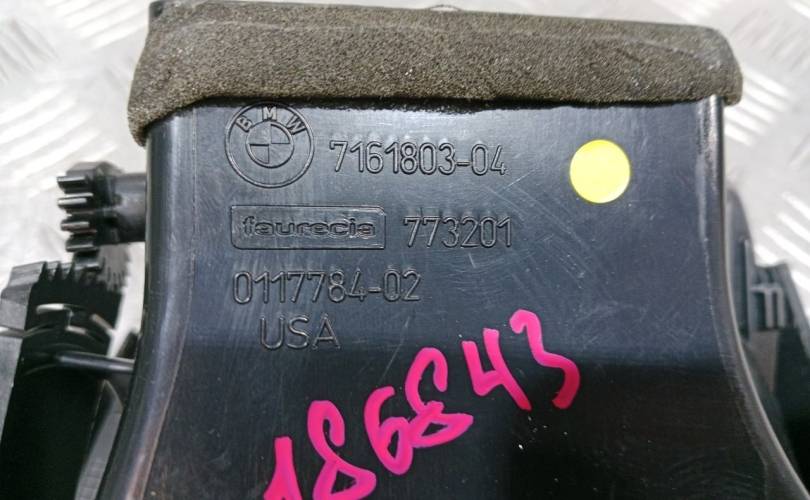 BMW 7161803-04
faurecia 773201
0117784-02
USA
186843